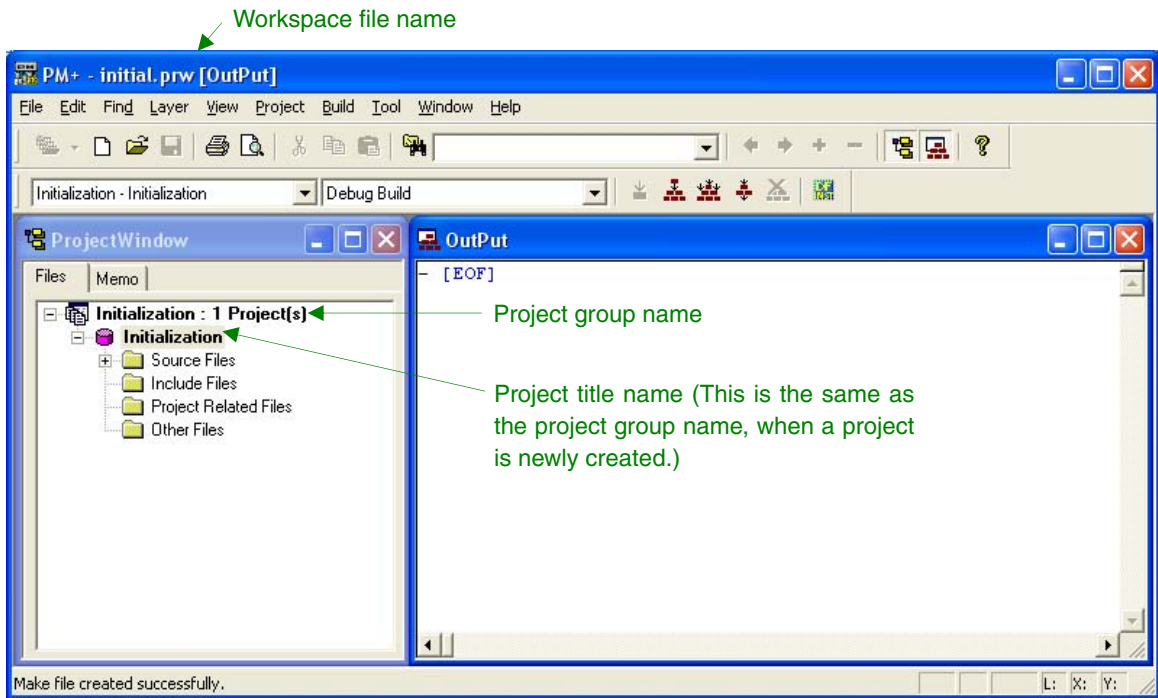 Workspace file name
PM+ - initial.prw [OutPut]
File Edit Find Layer View Project Build Tool Window Help
Initialization - Initialization Debug Build
ProjectWindow
OutPut
Files Memo
[EOF]
Initialization : 1 Project(s)
Project group name
Initialization
Source Files
Include Files
Project Related Files
Other Files
Project title name (This is the same as
the project group name, when a project
is newly created.)
Make file created successfully.
L: X: Y: